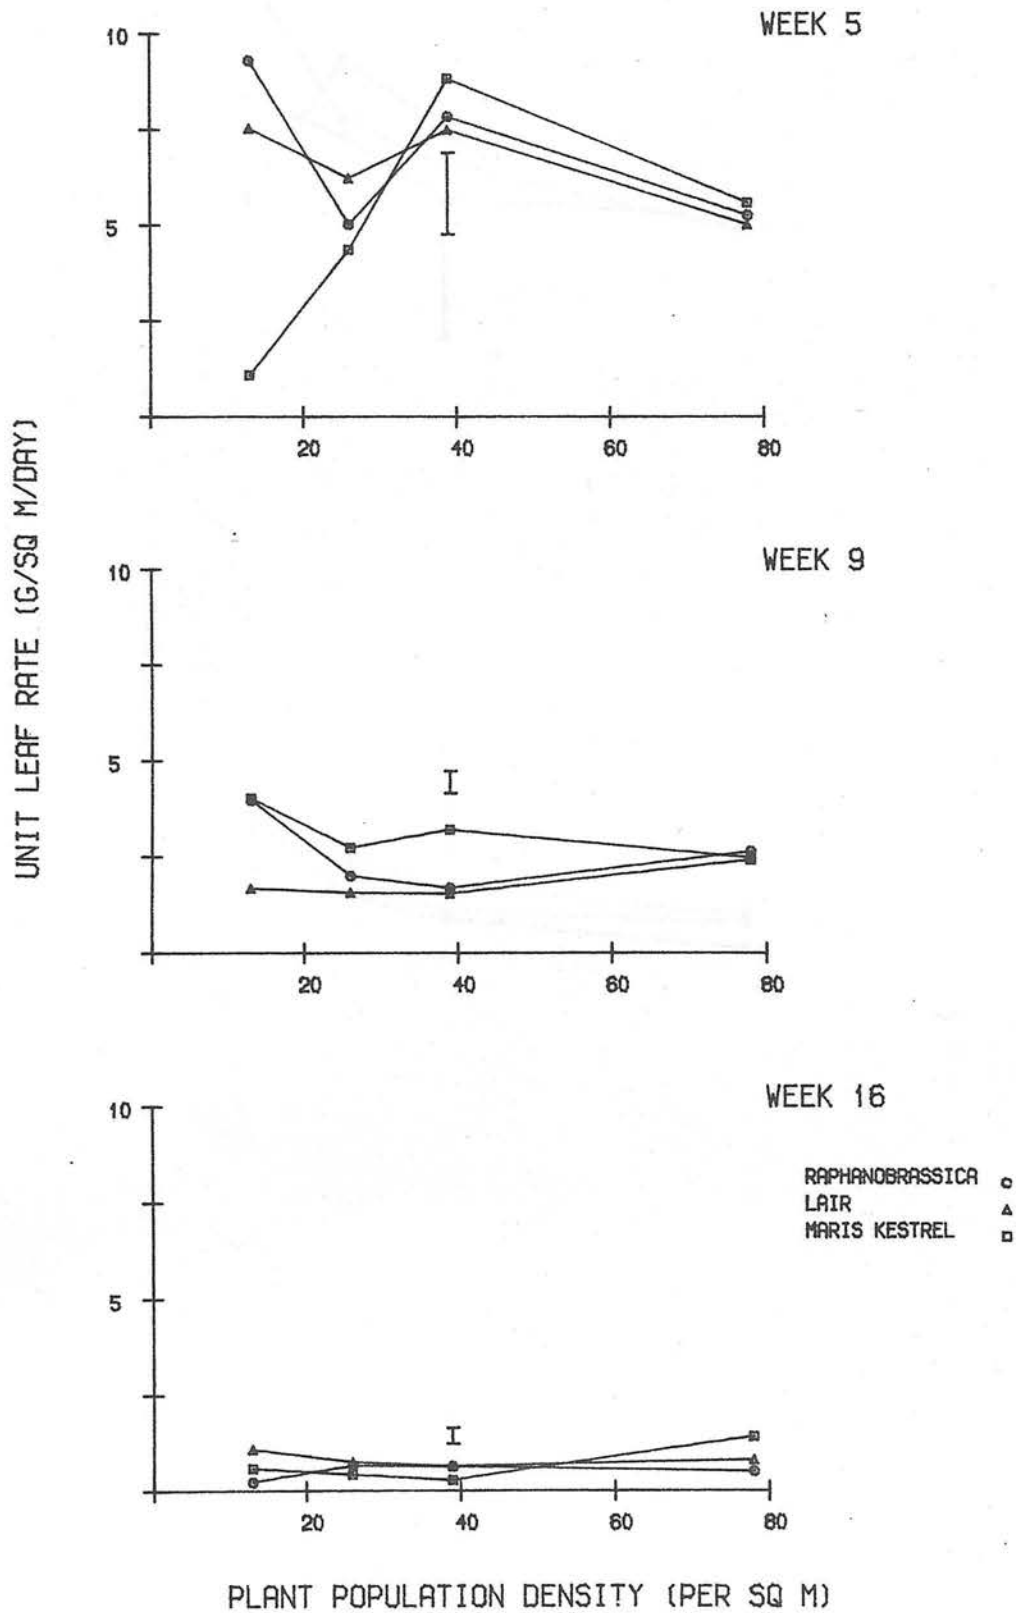 WEEK 5
10
5
20 40 60 80
WEEK 9
10
5
20 40 60 80
WEEK 16
10
5
20 40 60 80
RAPHANOBRASSICA
LAIR
MARIS KESTREL
UNIT LEAF RATE (G/SQ M/DAY)
PLANT POPULATION DENSITY (PER SQ M)